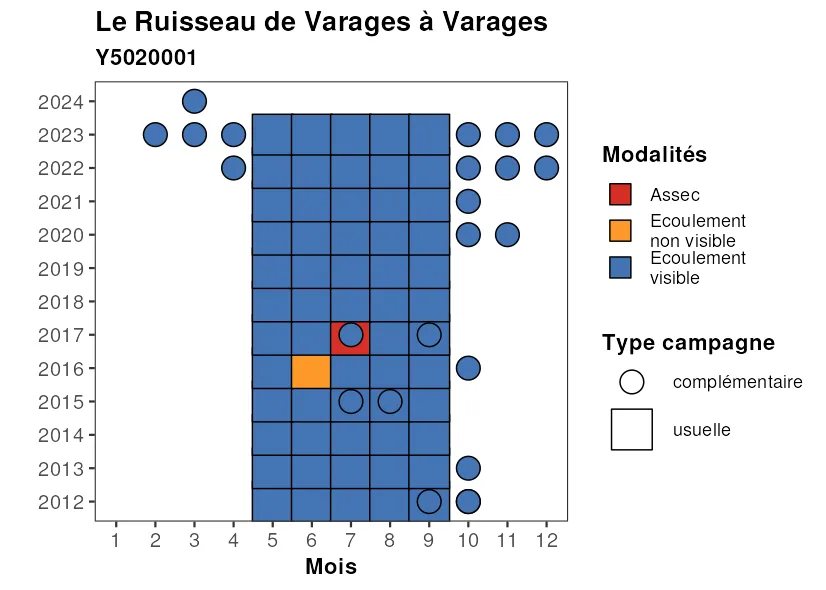 Le Ruisseau de Varages à Varages
Y5020001
2024
2023
2022
2021
2020
2019
2018
2017
2016
2015
2014
2013
2012
1 2 3 4 5 6 7 8 9 10 11 12
Mois
Modalités
Assec
Ecoulement
non visible
Ecoulement
visible
Type campagne
complémentaire
usuelle